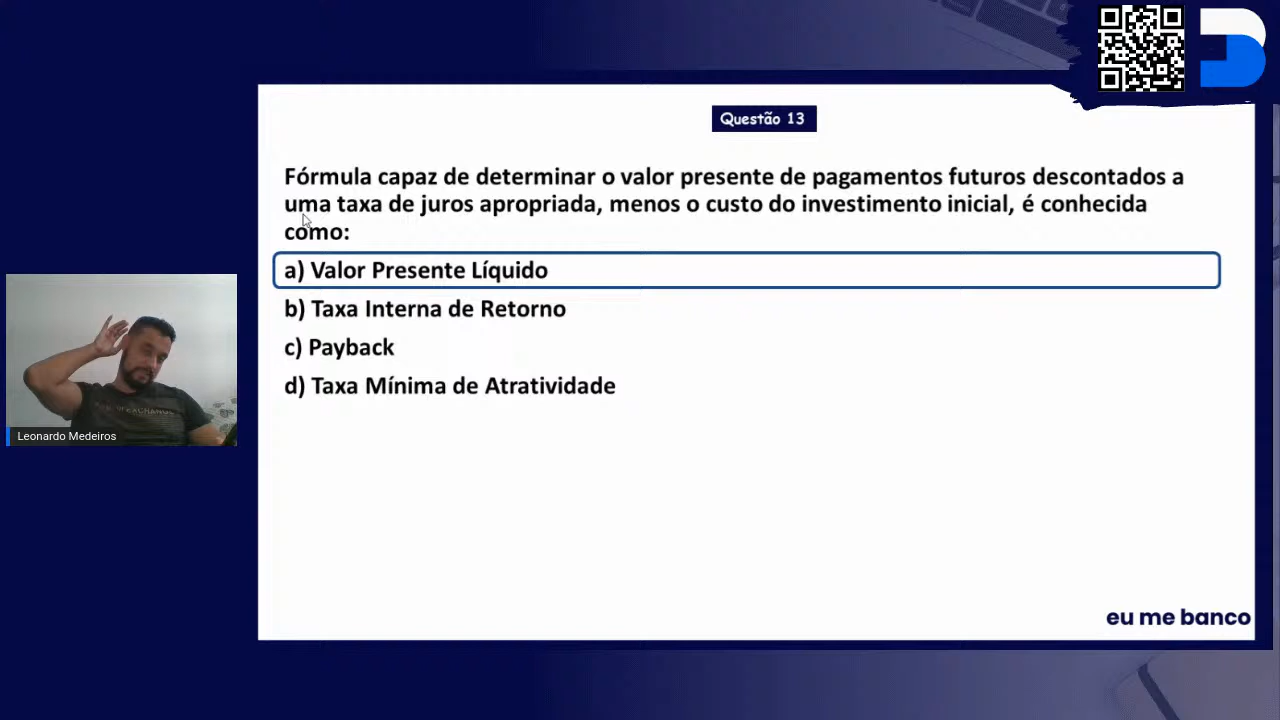 Questão 13
Fórmula capaz de determinar o valor presente de pagamentos futuros descontados a
uma taxa de juros apropriada, menos o custo do investimento inicial, é conhecida
como:
a) Valor Presente Líquido
b) Taxa Interna de Retorno
c) Payback
d) Taxa Mínima de Atratividade
EXCHANGE
Leonardo Medeiros
eu me banco